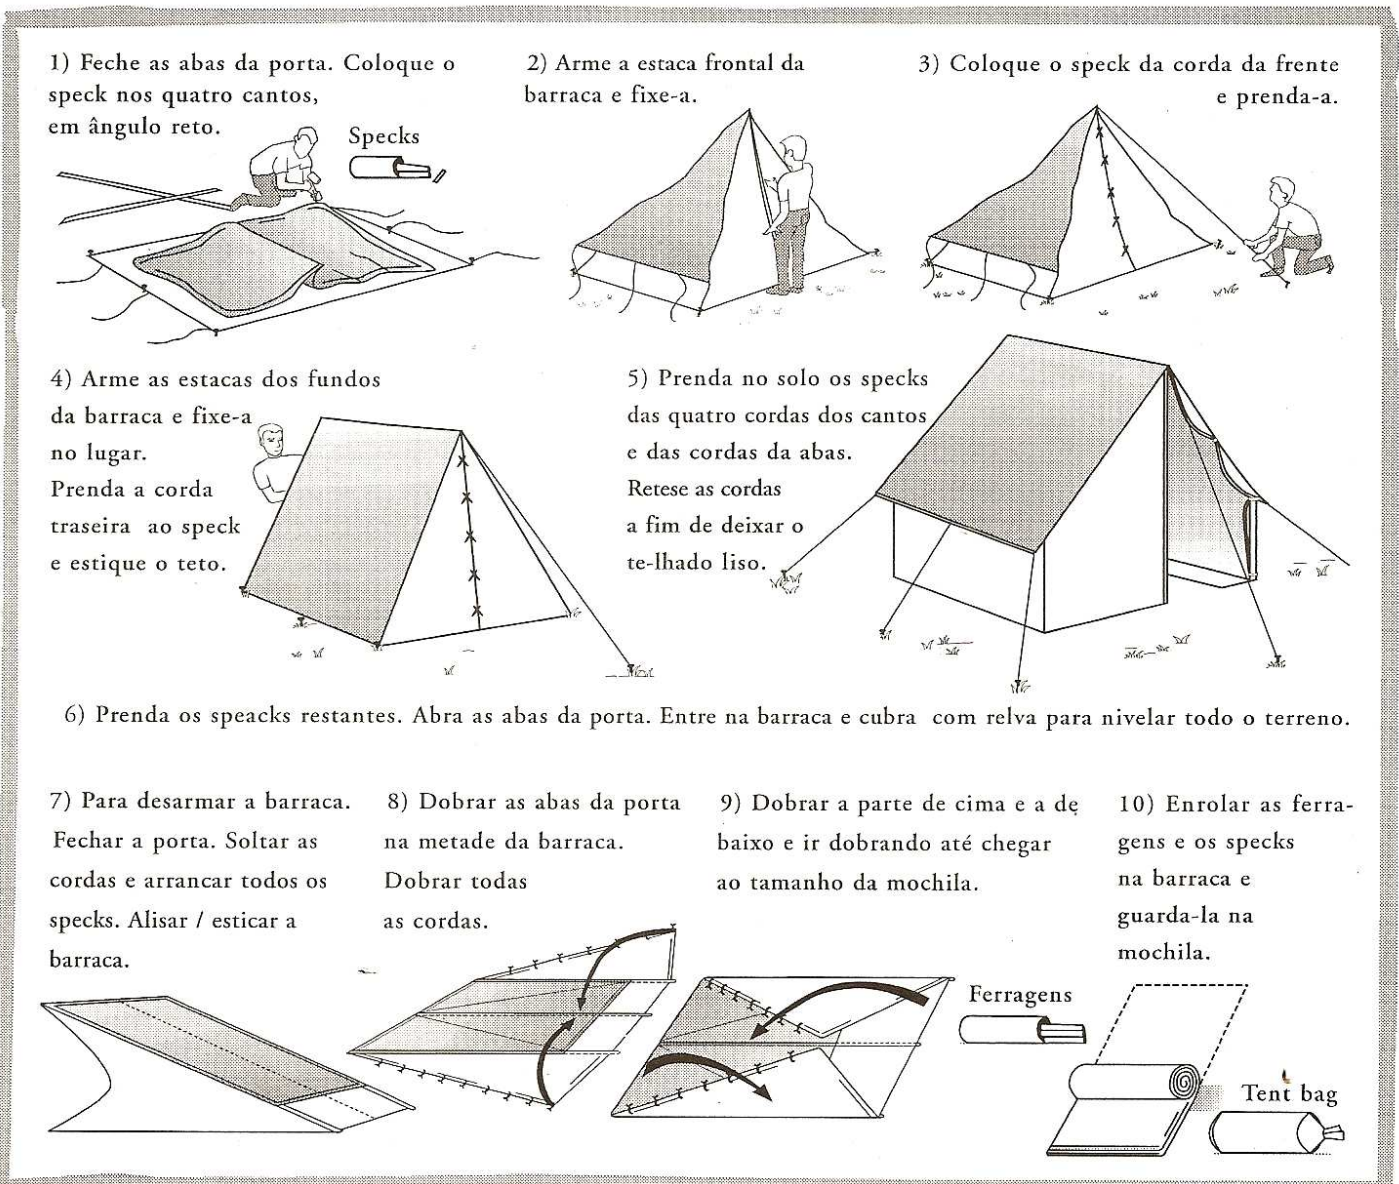 1) Feche as abas da porta. Coloque o
speck nos quatro cantos,
em ângulo reto.
Specks
2) Arme a estaca frontal da
barraca e fixe-a.
3) Coloque o speck da corda da frente
e prenda-a.
4) Arme as estacas dos fundos
da barraca e fixe-a
no lugar.
Prenda a corda
traseira ao speck
e estique o teto.
5) Prenda no solo os specks
das quatro cordas dos cantos
e das cordas da abas.
Retese as cordas
a fim de deixar o
te-lhado liso.
6) Prenda os speacks restantes. Abra as abas da porta. Entre na barraca e cubra com relva para nivelar todo o terreno.
7) Para desarmar a barraca.
Fechar a porta. Soltar as
cordas e arrancar todos os
specks. Alisar / esticar a
barraca.
8) Dobrar as abas da porta
na metade da barraca.
Dobrar todas
as cordas.
9) Dobrar a parte de cima e a de
baixo e ir dobrando até chegar
ao tamanho da mochila.
10) Enrolar as ferra-
gens e os specks
na barraca e
guarda-la na
mochila.
Ferragens
Tent bag